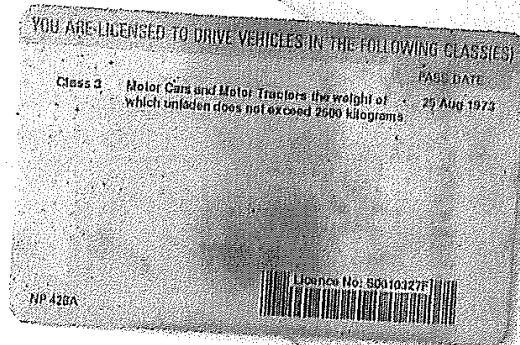 YOU ARE LICENSED TO DRIVE VEHICLES IN THE FOLLOWING CLASS(ES)
PASS DATE
Class 3 Motor Cars and Motor Tractors the weight of which unladen does not exceed 2500 kilograms 25 Aug 1973
Licence No: S0010327F
NP 428A